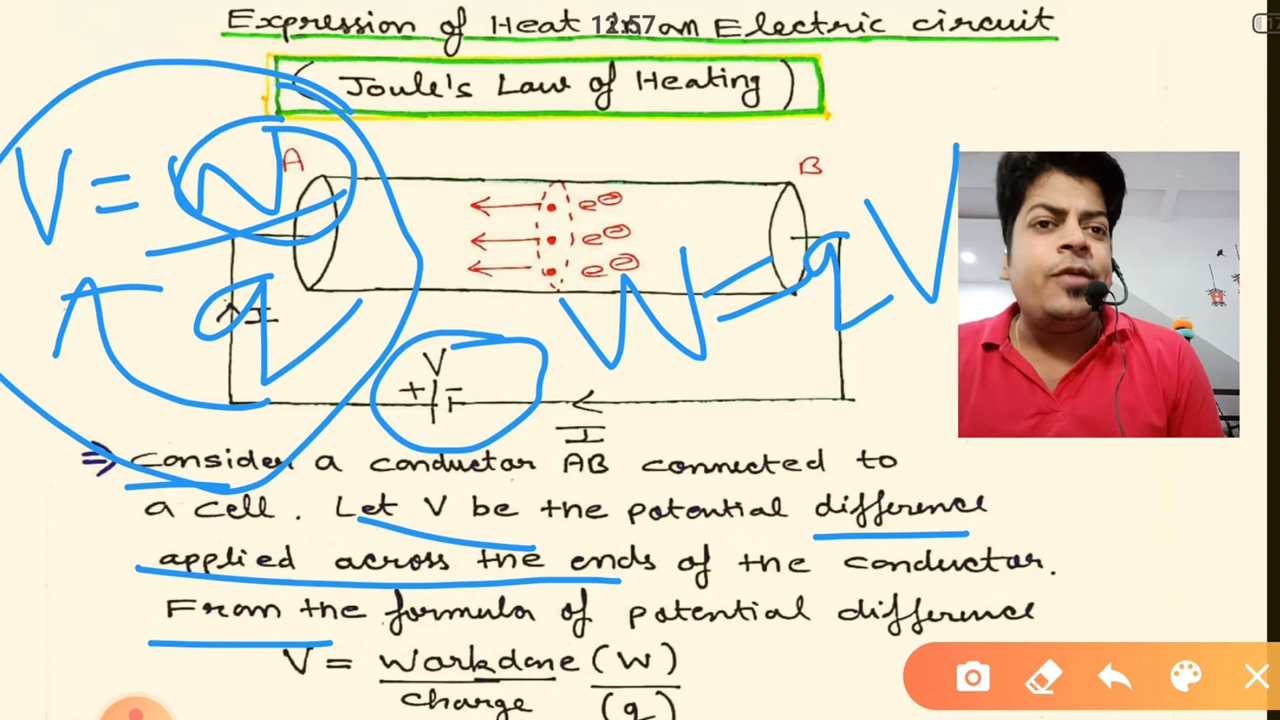 Expression of Heat in an Electric circuit
12:57
( Joule's Law of Heating )
A
B
V = W
q
e⊖
e⊖
e⊖
W = qV
I
V
+ -
I
⇒ Consider a conductor AB connected to
a cell. Let V be the potential difference
applied across the ends of the conductor.
From the formula of potential difference
V = Workdone (W)
charge (q)